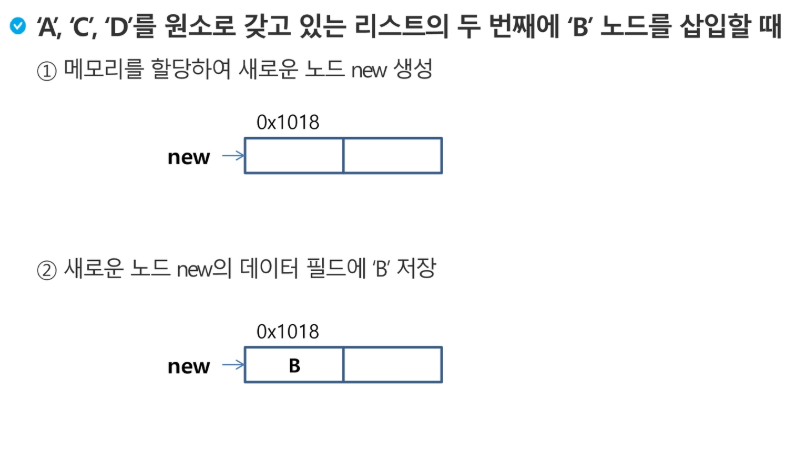 ‘A’, ‘C’, ‘D’를 원소로 갖고 있는 리스트의 두 번째에 ‘B’ 노드를 삽입할 때
① 메모리를 할당하여 새로운 노드 new 생성
0x1018
new
② 새로운 노드 new의 데이터 필드에 ‘B’ 저장
0x1018
new B